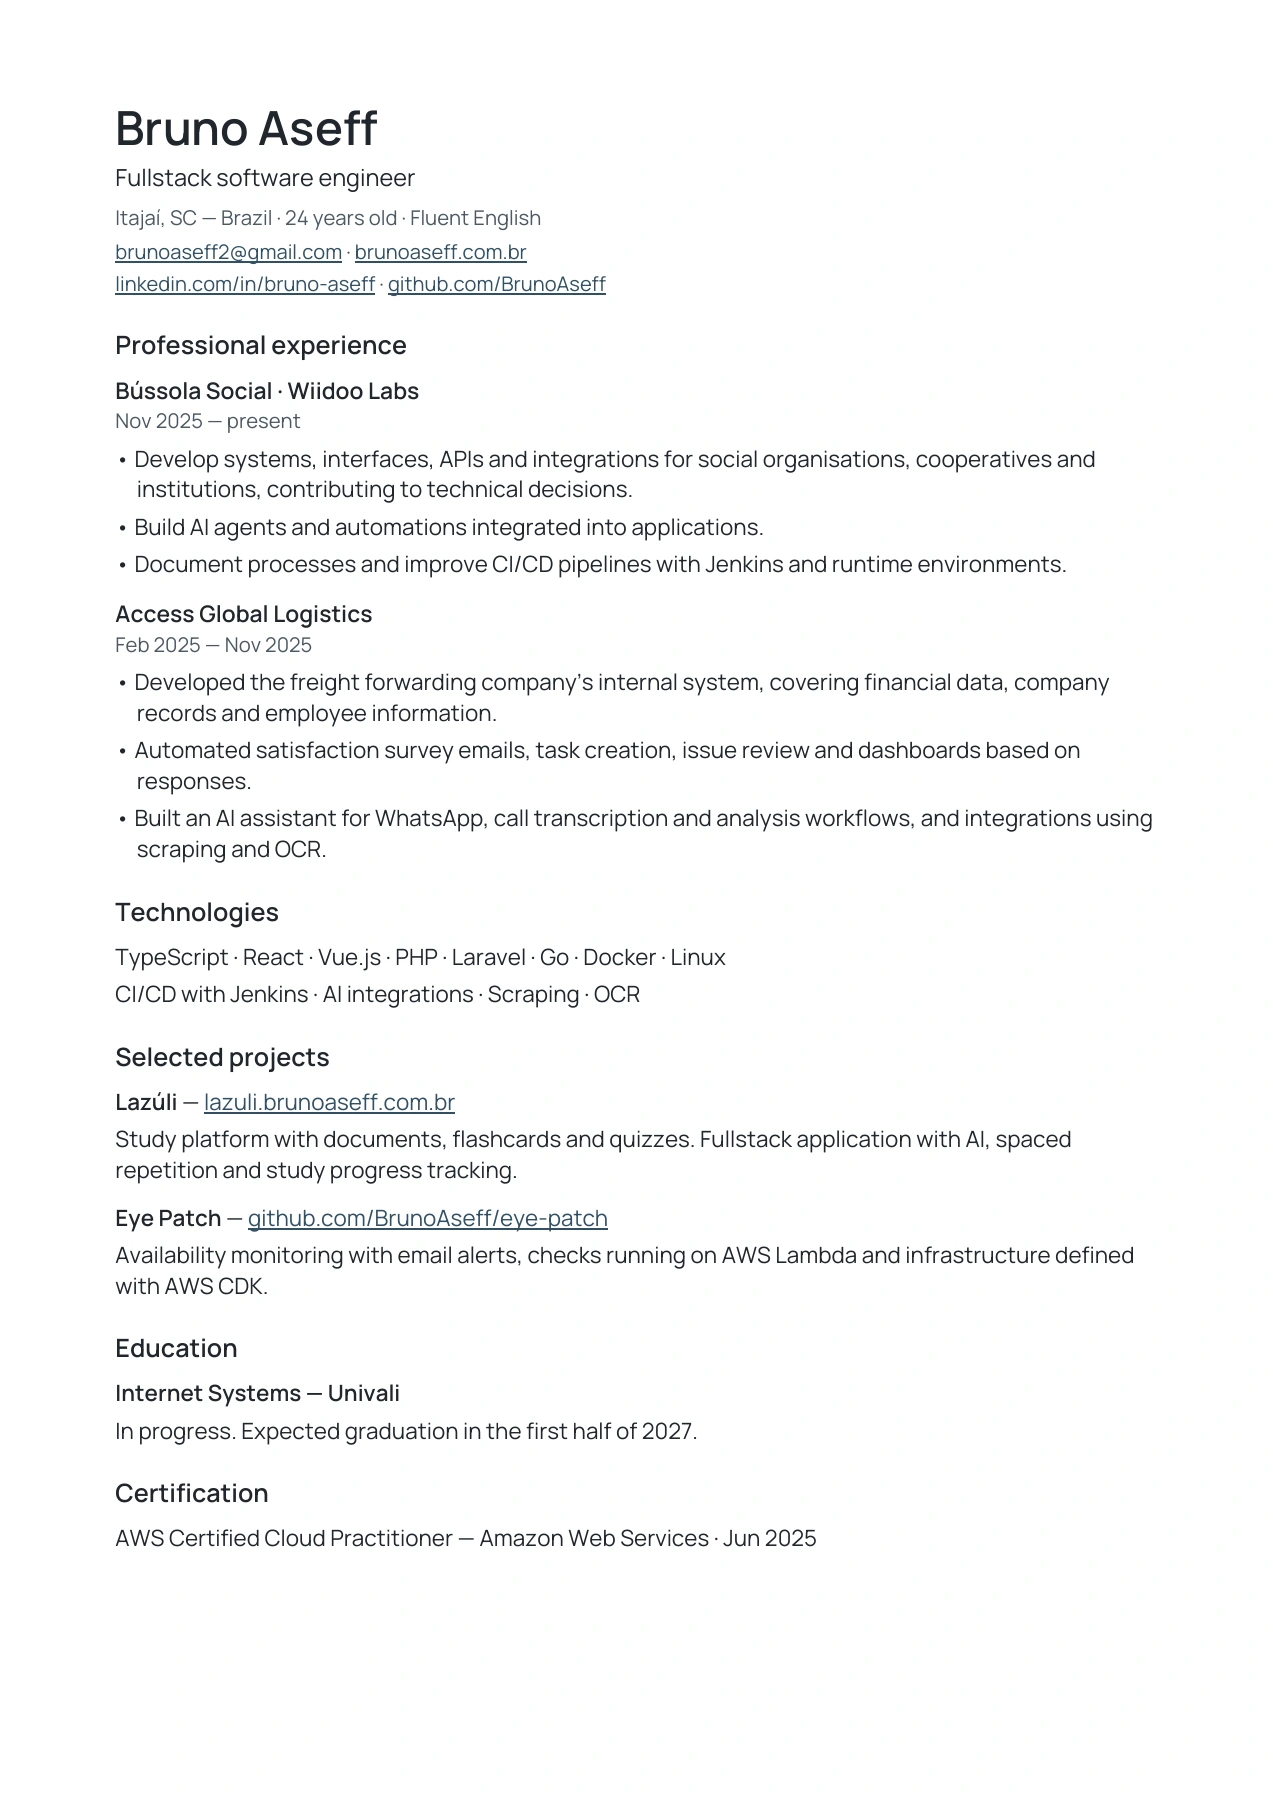 Bruno Aseff
Fullstack software engineer
Itajaí, SC — Brazil · 24 years old · Fluent English
brunoaseff2@gmail.com · brunoaseff.com.br
linkedin.com/in/bruno-aseff · github.com/BrunoAseff
Professional experience
Bússola Social · Wiidoo Labs
Nov 2025 — present
• Develop systems, interfaces, APIs and integrations for social organisations, cooperatives and
institutions, contributing to technical decisions.
• Build AI agents and automations integrated into applications.
• Document processes and improve CI/CD pipelines with Jenkins and runtime environments.
Access Global Logistics
Feb 2025 — Nov 2025
• Developed the freight forwarding company’s internal system, covering financial data, company
records and employee information.
• Automated satisfaction survey emails, task creation, issue review and dashboards based on
responses.
• Built an AI assistant for WhatsApp, call transcription and analysis workflows, and integrations using
scraping and OCR.
Technologies
TypeScript · React · Vue.js · PHP · Laravel · Go · Docker · Linux
CI/CD with Jenkins · AI integrations · Scraping · OCR
Selected projects
Lazúli — lazuli.brunoaseff.com.br
Study platform with documents, flashcards and quizzes. Fullstack application with AI, spaced
repetition and study progress tracking.
Eye Patch — github.com/BrunoAseff/eye-patch
Availability monitoring with email alerts, checks running on AWS Lambda and infrastructure defined
with AWS CDK.
Education
Internet Systems — Univali
In progress. Expected graduation in the first half of 2027.
Certification
AWS Certified Cloud Practitioner — Amazon Web Services · Jun 2025